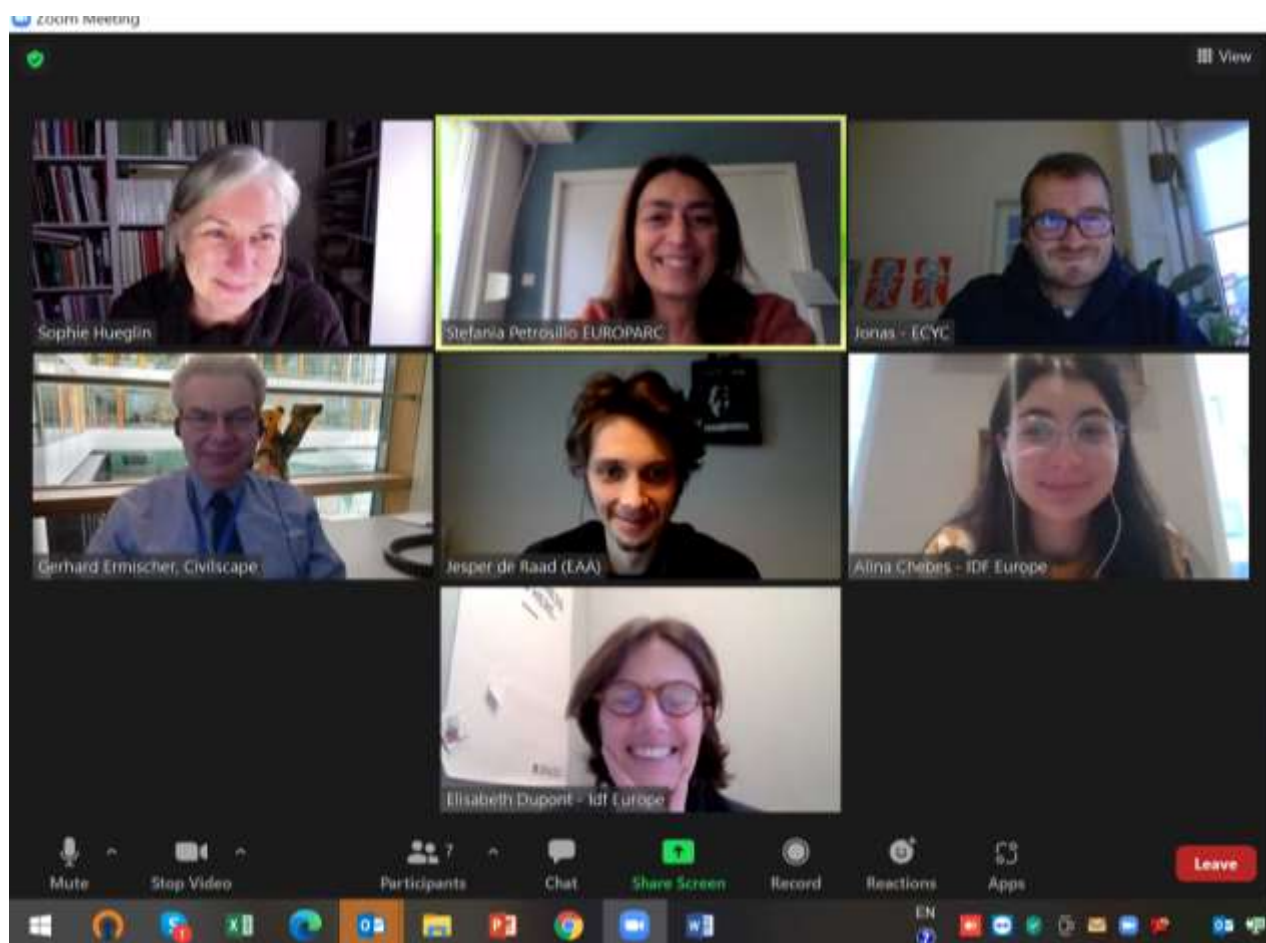 Zoom Meeting
View
Sophie Hueglin
Stefania Petrosillo EUROPARC
Jonas - ECYC
Gerhard Ermischer, Civilscape
Jesper de Raad (EAA)
Alina Chebes - IDF Europe
Elisabeth Dupont - Idf Europe
7
Mute
Stop Video
Participants
Chat
Share Screen
Record
Reactions
Apps
Leave
EN